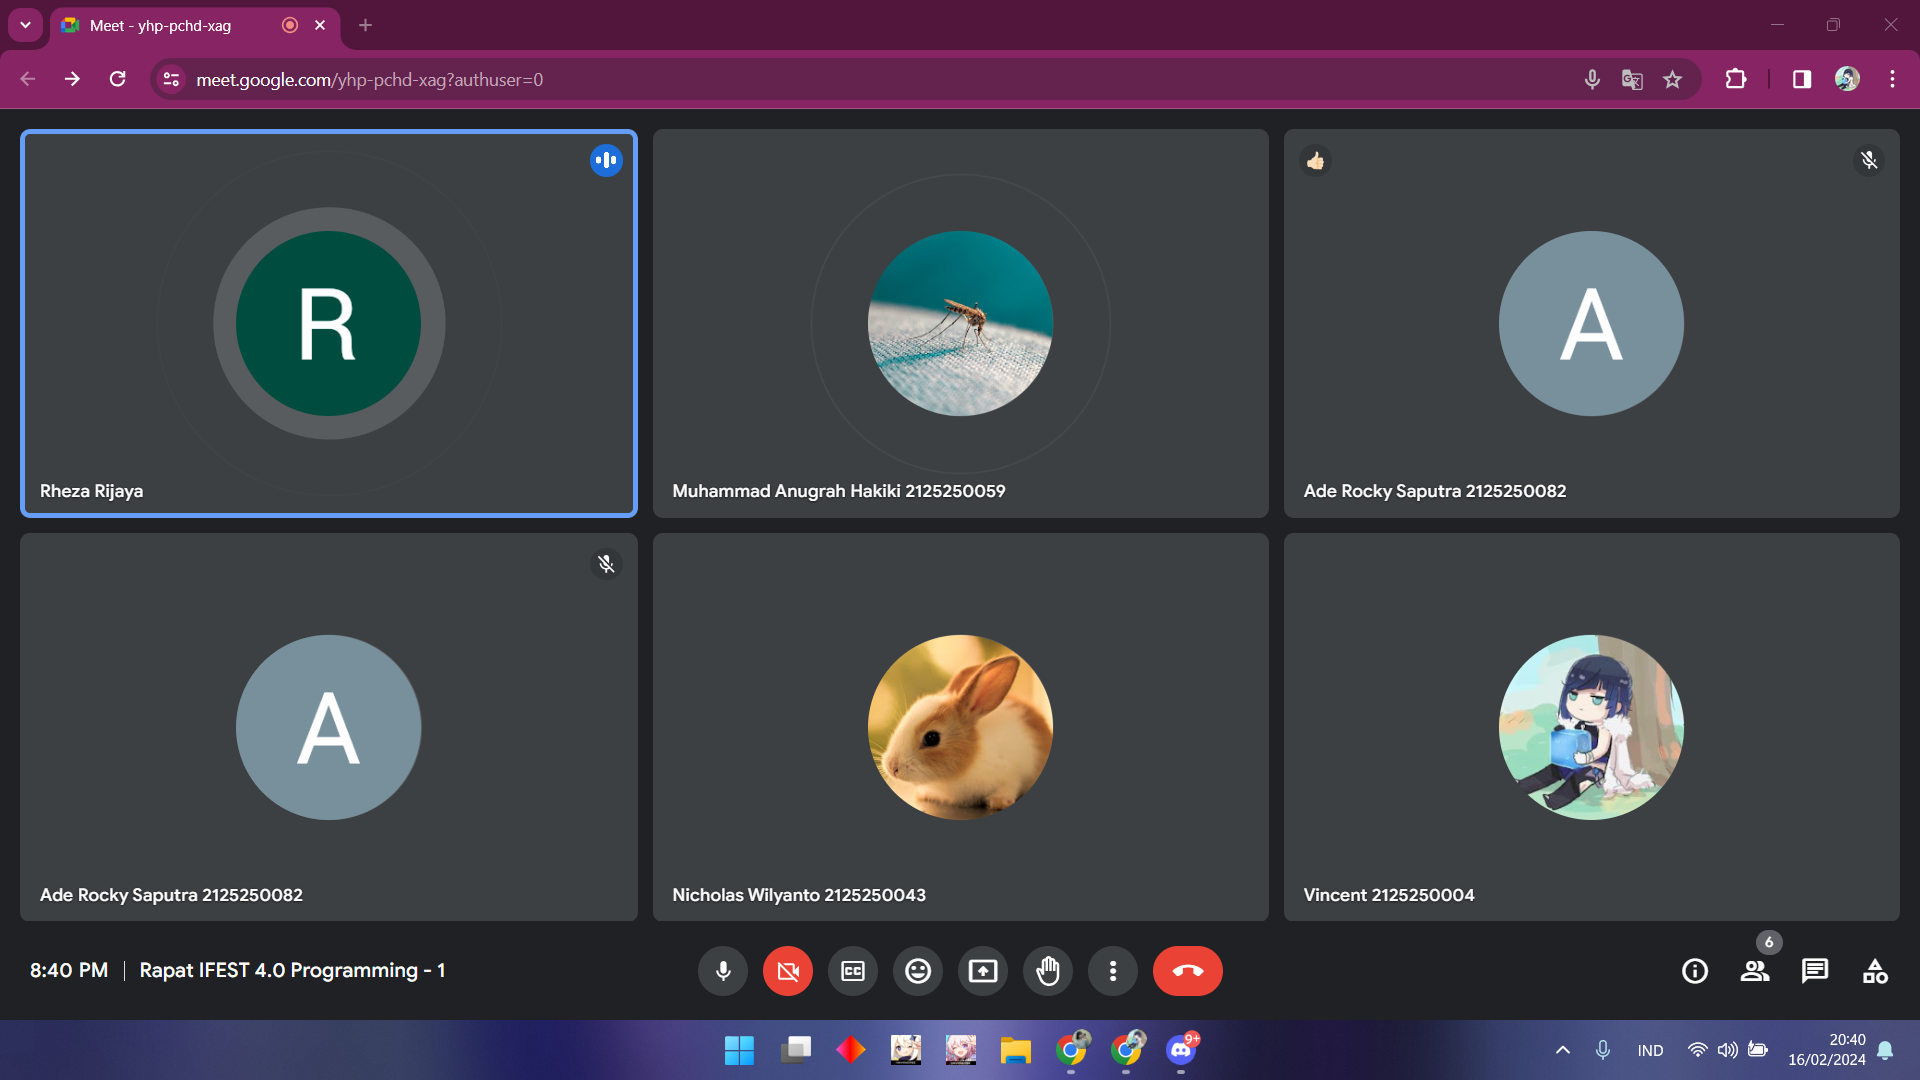 Meet - yhp-pchd-xag
meet.google.com/yhp-pchd-xag?authuser=0
R
A
Rheza Rijaya
Muhammad Anugrah Hakiki 2125250059
Ade Rocky Saputra 2125250082
A
Ade Rocky Saputra 2125250082
Nicholas Wilyanto 2125250043
Vincent 2125250004
8:40 PM | Rapat IFEST 4.0 Programming - 1
CC
6
9+
IND
20:40
16/02/2024